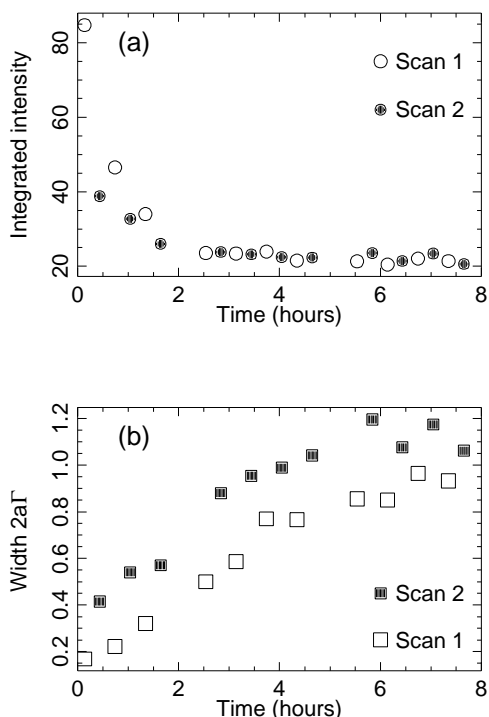 (a)
Scan 1
Scan 2
Integrated intensity
80
60
40
20
0 2 4 6 8
Time (hours)
(b)
Width 2aΓ
1.2
1.0
0.8
0.6
0.4
0.2
Scan 2
Scan 1
0 2 4 6 8
Time (hours)